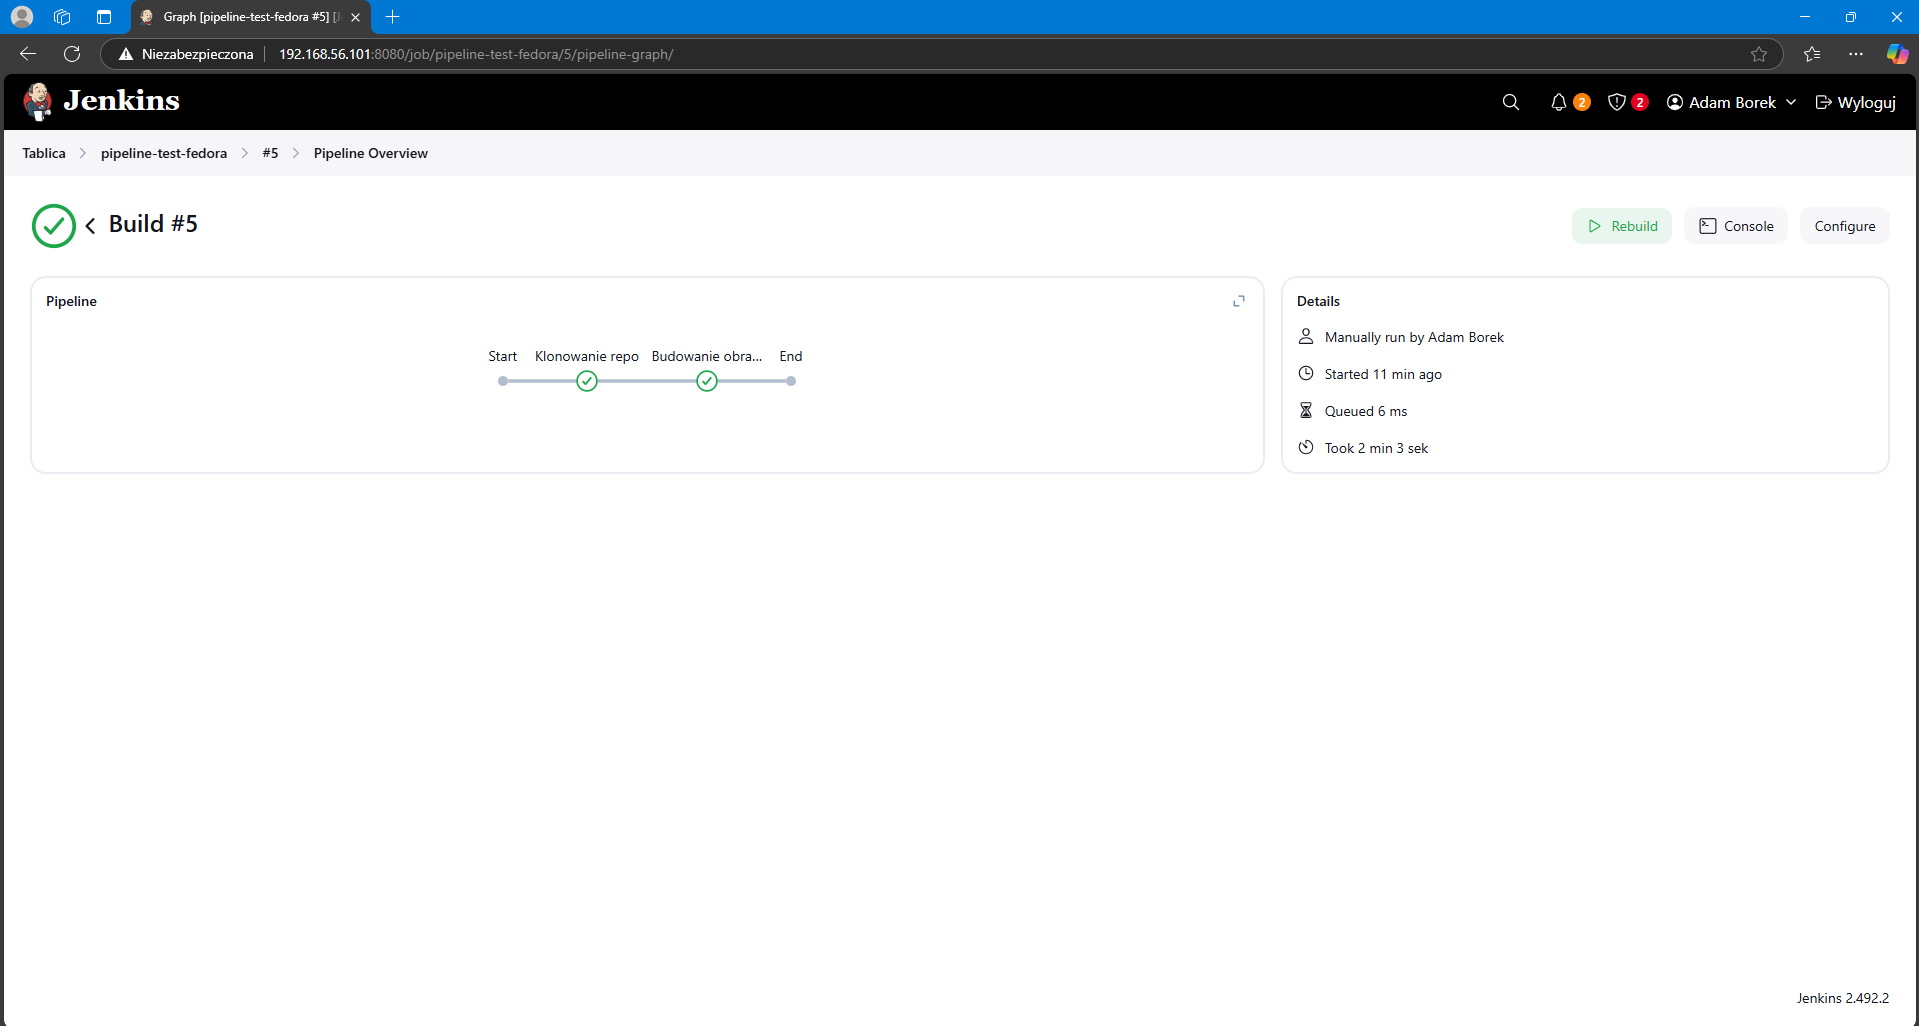 Graph [pipeline-test-fedora #5] [J
Niezabezpieczona 192.168.56.101:8080/job/pipeline-test-fedora/5/pipeline-graph/
Jenkins
2 2 Adam Borek Wyloguj
Tablica pipeline-test-fedora #5 Pipeline Overview
Build #5
Rebuild Console Configure
Pipeline
Start Klonowanie repo Budowanie obra... End
Details
Manually run by Adam Borek
Started 11 min ago
Queued 6 ms
Took 2 min 3 sek
Jenkins 2.492.2